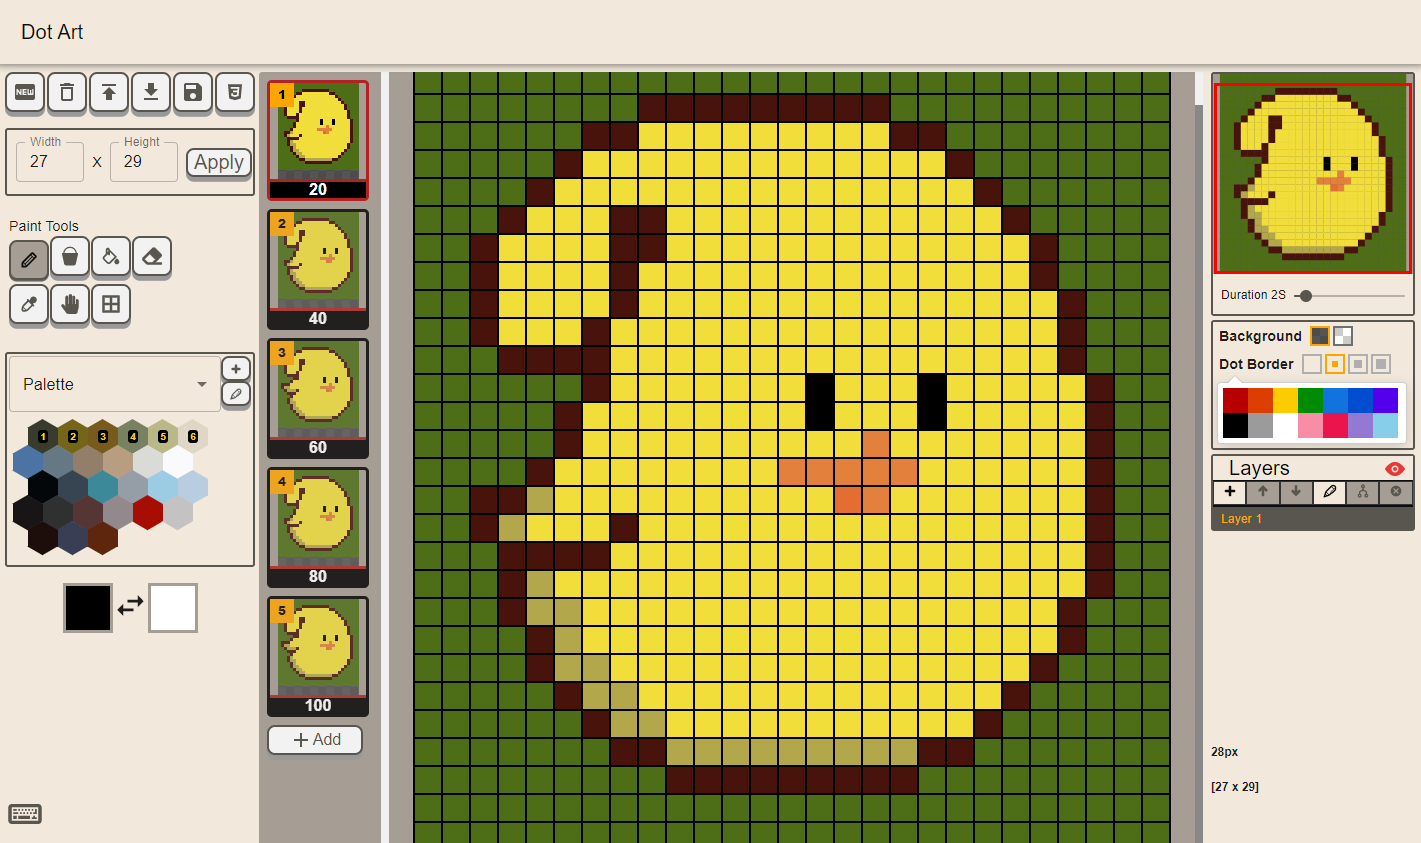 Dot Art
NEW
Width
27
X
Height
29
Apply
Paint Tools
Palette
1 2 3 4 5 6
1
20
2
40
3
60
4
80
5
100
Add
Duration 2S
Background
Dot Border
Layers
Layer 1
28px
[27 x 29]